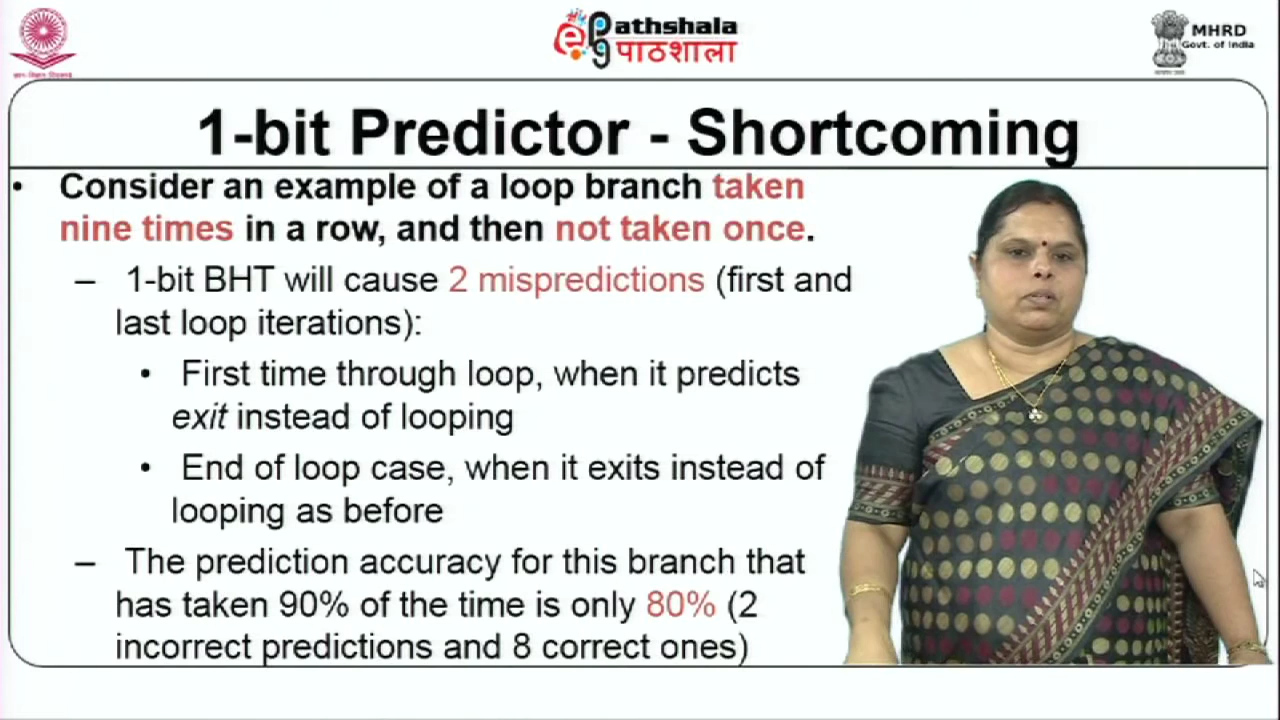 ePathshala
पाठशाला
MHRD
Govt. of India
1-bit Predictor - Shortcoming
• Consider an example of a loop branch taken
nine times in a row, and then not taken once.
– 1-bit BHT will cause 2 mispredictions (first and
last loop iterations):
• First time through loop, when it predicts
exit instead of looping
• End of loop case, when it exits instead of
looping as before
– The prediction accuracy for this branch that
has taken 90% of the time is only 80% (2
incorrect predictions and 8 correct ones)